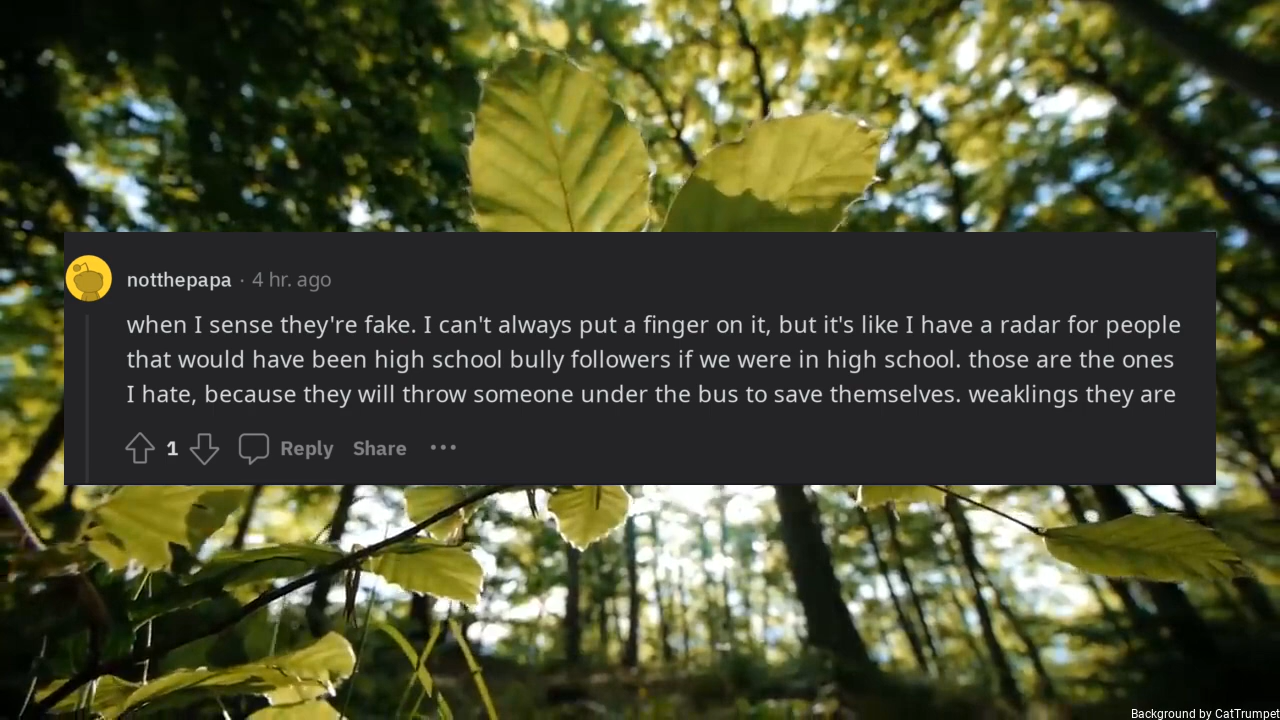 notthepapa · 4 hr. ago
when I sense they're fake. I can't always put a finger on it, but it's like I have a radar for people
that would have been high school bully followers if we were in high school. those are the ones
I hate, because they will throw someone under the bus to save themselves. weaklings they are
1 Reply Share ···
Background by CatTrumpet